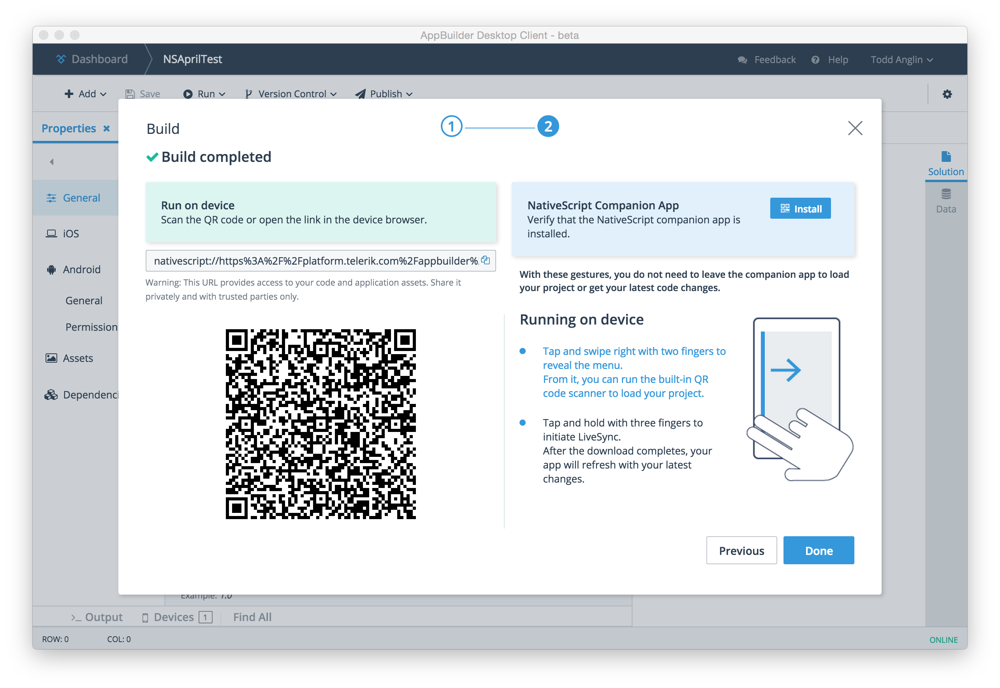 AppBuilder Desktop Client - beta
Dashboard
NSAprilTest
Feedback
Help
Todd Anglin
Add
Save
Run
Version Control
Publish
Properties
General
iOS
Android
General
Permission
Assets
Dependenci
Build
1
2
Build completed
Run on device
Scan the QR code or open the link in the device browser.
nativescript://https%3A%2F%2Fplatform.telerik.com%2Fappbuilder%
Warning: This URL provides access to your code and application assets. Share it
privately and with trusted parties only.
NativeScript Companion App
Verify that the NativeScript companion app is
installed.
Install
With these gestures, you do not need to leave the companion app to load
your project or get your latest code changes.
Running on device
Tap and swipe right with two fingers to
reveal the menu.
From it, you can run the built-in QR
code scanner to load your project.
Tap and hold with three fingers to
initiate LiveSync.
After the download completes, your
app will refresh with your latest
changes.
Previous
Done
Solution
Data
Example: 1.0
Output
Devices 1
Find All
ROW: 0
COL: 0
ONLINE